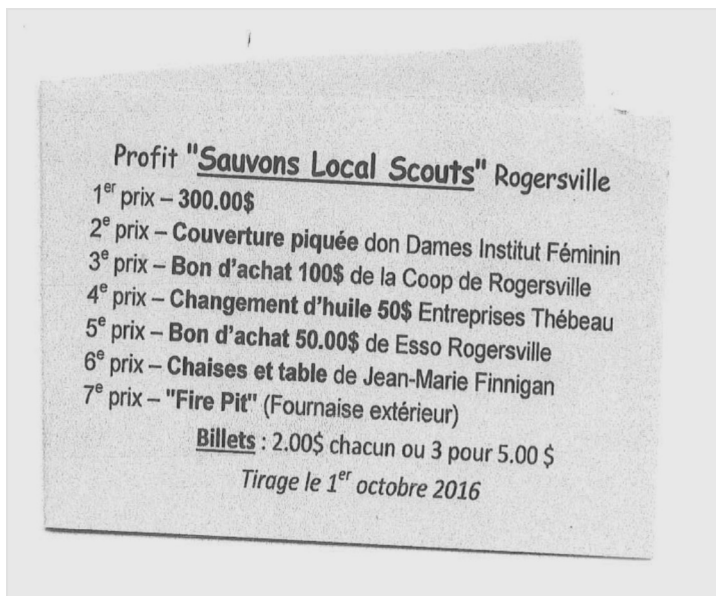 Profit "Sauvons Local Scouts" Rogersville
1er prix – 300.00$
2e prix – Couverture piquée don Dames Institut Féminin
3e prix – Bon d'achat 100$ de la Coop de Rogersville
4e prix – Changement d'huile 50$ Entreprises Thébeau
5e prix – Bon d'achat 50.00$ de Esso Rogersville
6e prix – Chaises et table de Jean-Marie Finnigan
7e prix – "Fire Pit" (Fournaise extérieur)
Billets : 2.00$ chacun ou 3 pour 5.00 $
Tirage le 1er octobre 2016